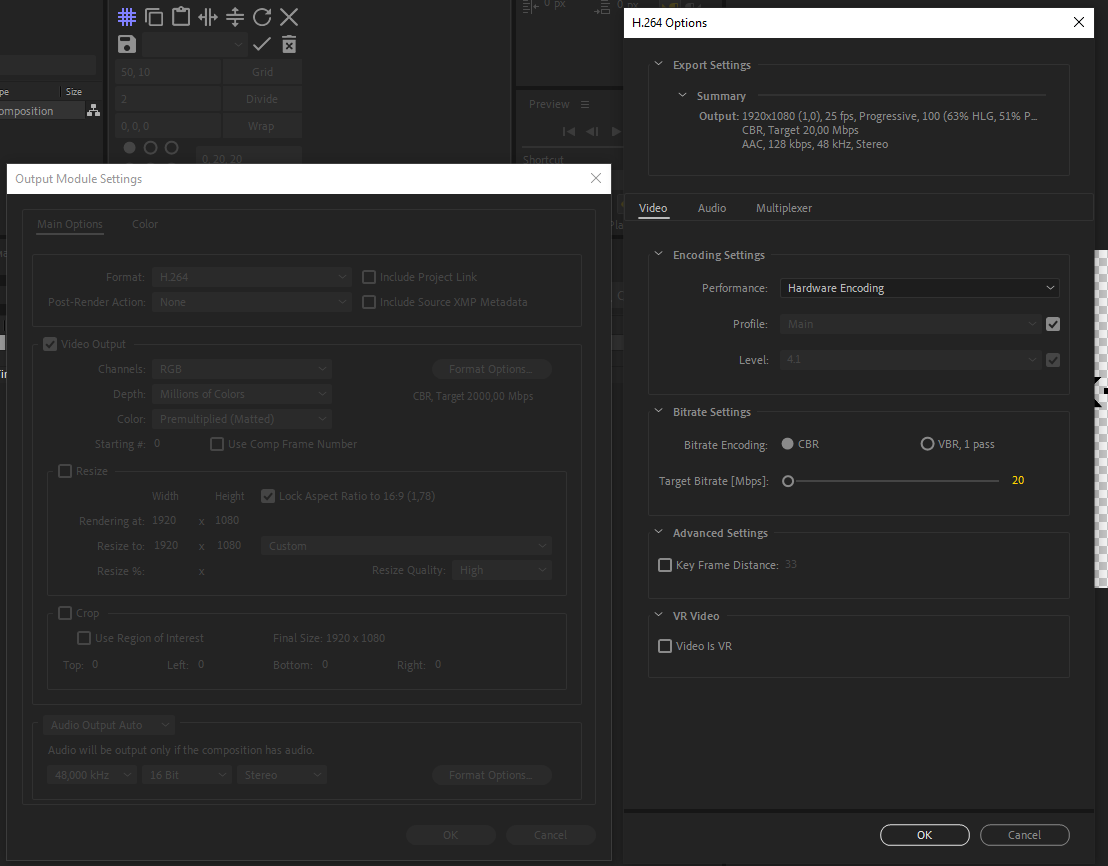 0 px
0 px
50, 10
Grid
2
Divide
0, 0, 0
Wrap
0, 20, 20
pe
Size
omposition
Preview
Shortcut
Output Module Settings
Main Options
Color
Format:
H.264
Include Project Link
Post-Render Action:
None
Include Source XMP Metadata
Video Output
Channels:
RGB
Format Options...
Depth:
Millions of Colors
CBR, Target 2000,00 Mbps
Color:
Premultiplied (Matted)
Starting #:
0
Use Comp Frame Number
Resize
Width
Height
Lock Aspect Ratio to 16:9 (1,78)
Rendering at:
1920
x
1080
Resize to:
1920
x
1080
Custom
Resize %:
x
Resize Quality:
High
Crop
Use Region of Interest
Final Size: 1920 x 1080
Top:
0
Left:
0
Bottom:
0
Right:
0
Audio Output Auto
Audio will be output only if the composition has audio.
48,000 kHz
16 Bit
Stereo
Format Options...
OK
Cancel
H.264 Options
Export Settings
Summary
Output: 1920x1080 (1,0), 25 fps, Progressive, 100 (63% HLG, 51% P...
CBR, Target 20,00 Mbps
AAC, 128 kbps, 48 kHz, Stereo
Video
Audio
Multiplexer
Encoding Settings
Performance:
Hardware Encoding
Profile:
Main
Level:
4.1
Bitrate Settings
Bitrate Encoding:
CBR
VBR, 1 pass
Target Bitrate [Mbps]:
20
Advanced Settings
Key Frame Distance:
33
VR Video
Video Is VR
OK
Cancel